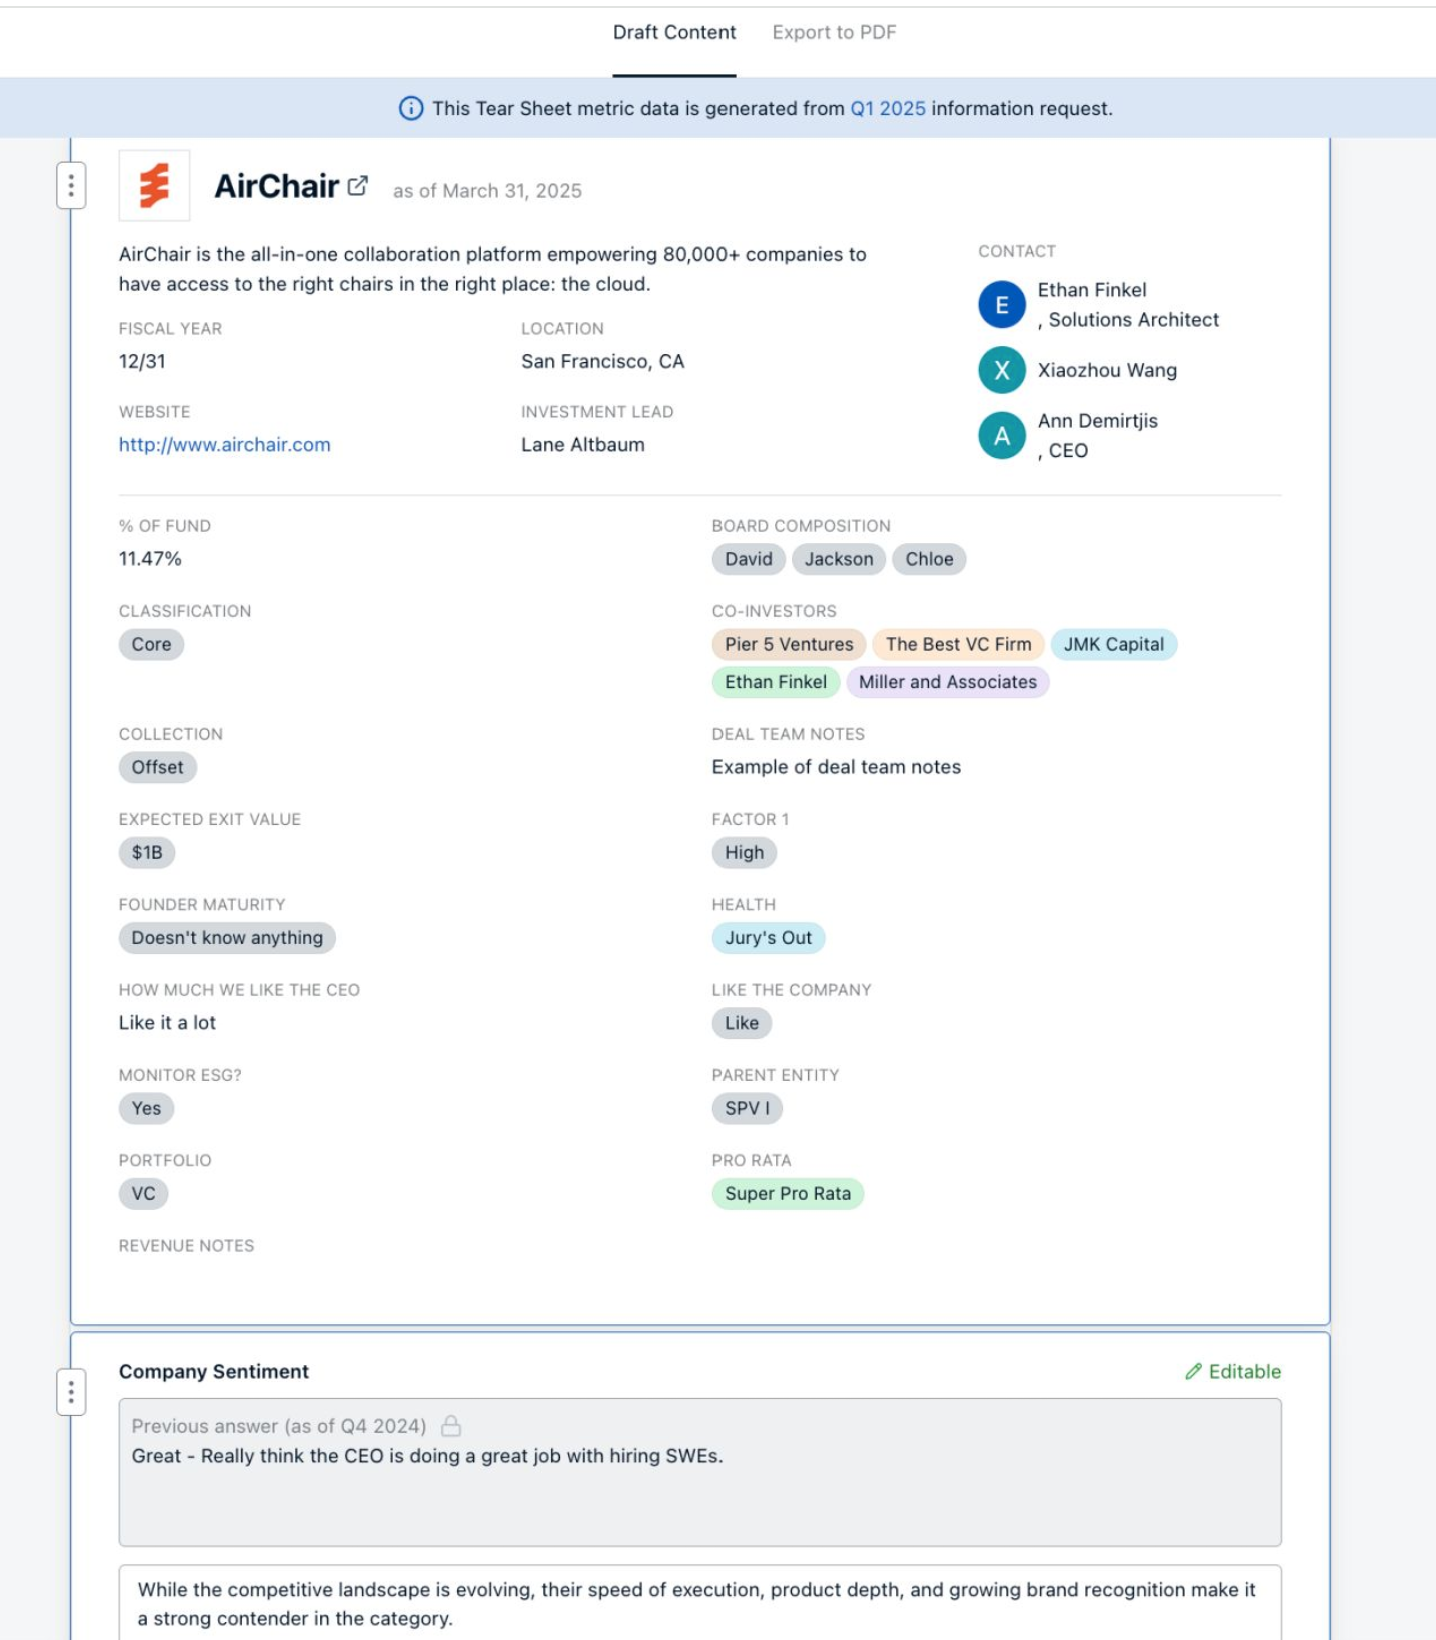 Draft Content Export to PDF
This Tear Sheet metric data is generated from Q1 2025 information request.
AirChair as of March 31, 2025
AirChair is the all-in-one collaboration platform empowering 80,000+ companies to
have access to the right chairs in the right place: the cloud.
FISCAL YEAR
12/31
LOCATION
San Francisco, CA
WEBSITE
http://www.airchair.com
INVESTMENT LEAD
Lane Altbaum
CONTACT
E
Ethan Finkel
, Solutions Architect
X
Xiaozhou Wang
A
Ann Demirtjis
, CEO
% OF FUND
11.47%
BOARD COMPOSITION
David Jackson Chloe
CLASSIFICATION
Core
CO-INVESTORS
Pier 5 Ventures The Best VC Firm JMK Capital
Ethan Finkel Miller and Associates
COLLECTION
Offset
DEAL TEAM NOTES
Example of deal team notes
EXPECTED EXIT VALUE
$1B
FACTOR 1
High
FOUNDER MATURITY
Doesn't know anything
HEALTH
Jury's Out
HOW MUCH WE LIKE THE CEO
Like it a lot
LIKE THE COMPANY
Like
MONITOR ESG?
Yes
PARENT ENTITY
SPV I
PORTFOLIO
VC
PRO RATA
Super Pro Rata
REVENUE NOTES
Company Sentiment Editable
Previous answer (as of Q4 2024)
Great - Really think the CEO is doing a great job with hiring SWEs.
While the competitive landscape is evolving, their speed of execution, product depth, and growing brand recognition make it
a strong contender in the category.